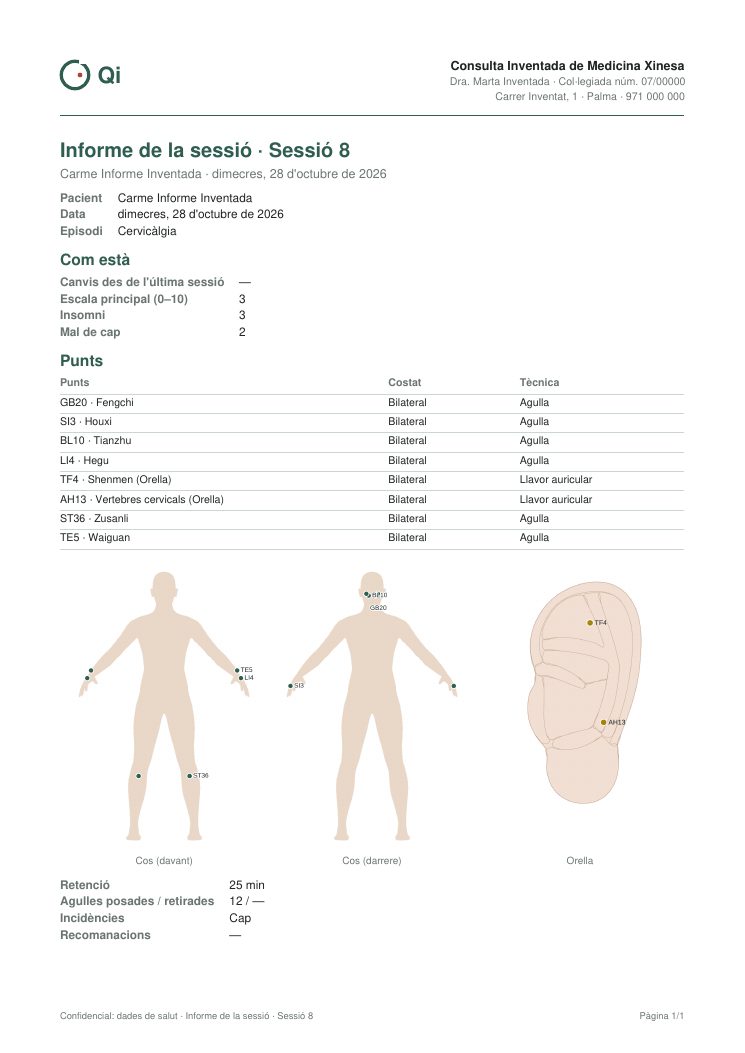 Qi
Consulta Inventada de Medicina Xinesa
Dra. Marta Inventada · Col·legiada núm. 07/00000
Carrer Inventat, 1 · Palma · 971 000 000
Informe de la sessió · Sessió 8
Carme Informe Inventada · dimecres, 28 d'octubre de 2026
Pacient Carme Informe Inventada
Data dimecres, 28 d'octubre de 2026
Episodi Cervicàlgia
Com està
Canvis des de l'última sessió —
Escala principal (0–10) 3
Insomni 3
Mal de cap 2
Punts
Punts Costat Tècnica
GB20 · Fengchi Bilateral Agulla
SI3 · Houxi Bilateral Agulla
BL10 · Tianzhu Bilateral Agulla
LI4 · Hegu Bilateral Agulla
TF4 · Shenmen (Orella) Bilateral Llavor auricular
AH13 · Vertebres cervicals (Orella) Bilateral Llavor auricular
ST36 · Zusanli Bilateral Agulla
TE5 · Waiguan Bilateral Agulla
BL10
GB20
TF4
TE5
LI4
SI3
AH13
ST36
Cos (davant) Cos (darrere) Orella
Retenció 25 min
Agulles posades / retirades 12 / —
Incidències Cap
Recomanacions —
Confidencial: dades de salut · Informe de la sessió · Sessió 8 Pàgina 1/1